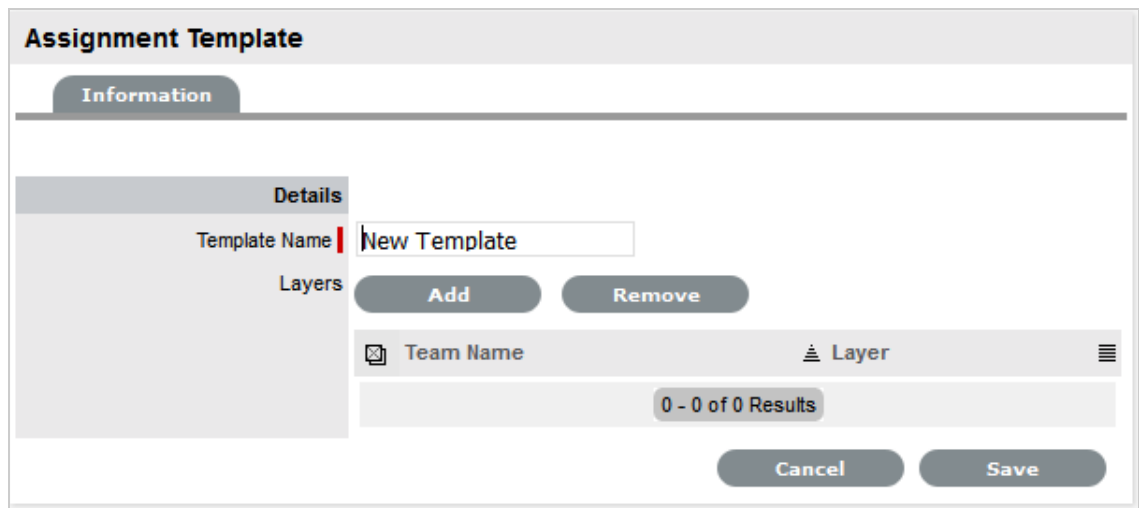 Assignment Template
Information
Details
Template Name New Template
Layers Add Remove
Team Name Layer
0 - 0 of 0 Results
Cancel Save